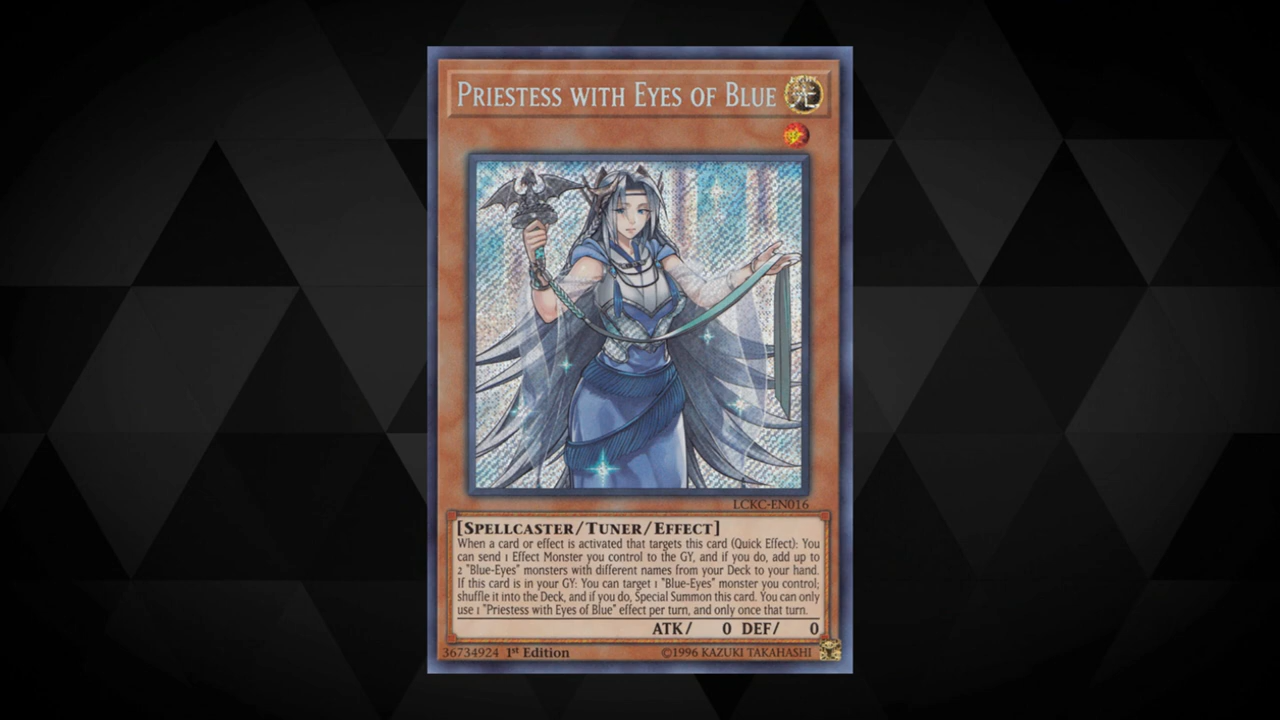 PRIESTESS WITH EYES OF BLUE
光
LCKC-EN016
[SPELLCASTER/TUNER/EFFECT]
When a card or effect is activated that targets this card (Quick Effect): You
can send 1 Effect Monster you control to the GY, and if you do, add up to
2 "Blue-Eyes" monsters with different names from your Deck to your hand.
If this card is in your GY: You can target 1 "Blue-Eyes" monster you control;
shuffle it into the Deck, and if you do, Special Summon this card. You can only
use 1 "Priestess with Eyes of Blue" effect per turn, and only once that turn.
ATK/ 0 DEF/ 0
36734924 1st Edition ©1996 KAZUKI TAKAHASHI